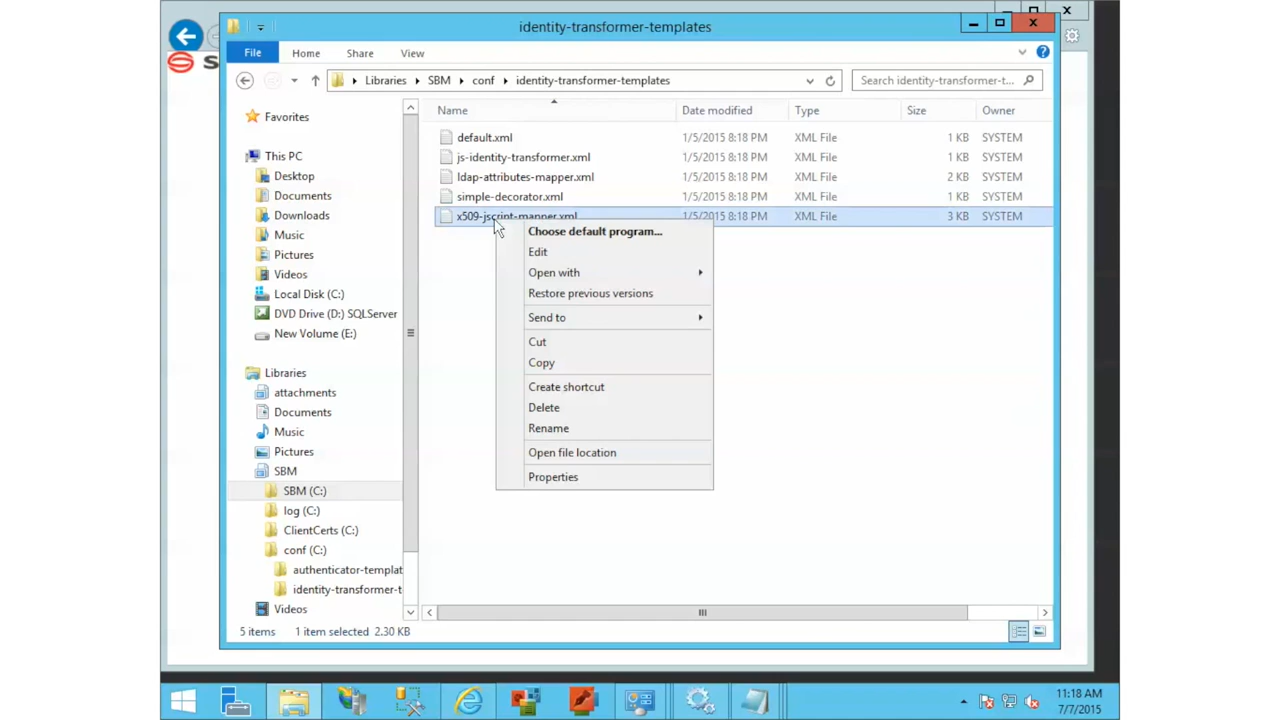 identity-transformer-templates
File Home Share View
Libraries SBM conf identity-transformer-templates
Search identity-transformer-t...
S
Name Date modified Type Size Owner
default.xml 1/5/2015 8:18 PM XML File 1 KB SYSTEM
js-identity-transformer.xml 1/5/2015 8:18 PM XML File 1 KB SYSTEM
ldap-attributes-mapper.xml 1/5/2015 8:18 PM XML File 2 KB SYSTEM
simple-decorator.xml 1/5/2015 8:18 PM XML File 1 KB SYSTEM
x509-jscript-mapper.xml 1/5/2015 8:18 PM XML File 3 KB SYSTEM
Favorites
This PC
Desktop
Documents
Downloads
Music
Pictures
Videos
Local Disk (C:)
DVD Drive (D:) SQLServer
New Volume (E:)
Libraries
attachments
Documents
Music
Pictures
SBM
SBM (C:)
log (C:)
ClientCerts (C:)
conf (C:)
authenticator-templat
identity-transformer-t
Videos
Choose default program...
Edit
Open with
Restore previous versions
Send to
Cut
Copy
Create shortcut
Delete
Rename
Open file location
Properties
5 items 1 item selected 2.30 KB
11:18 AM
7/7/2015